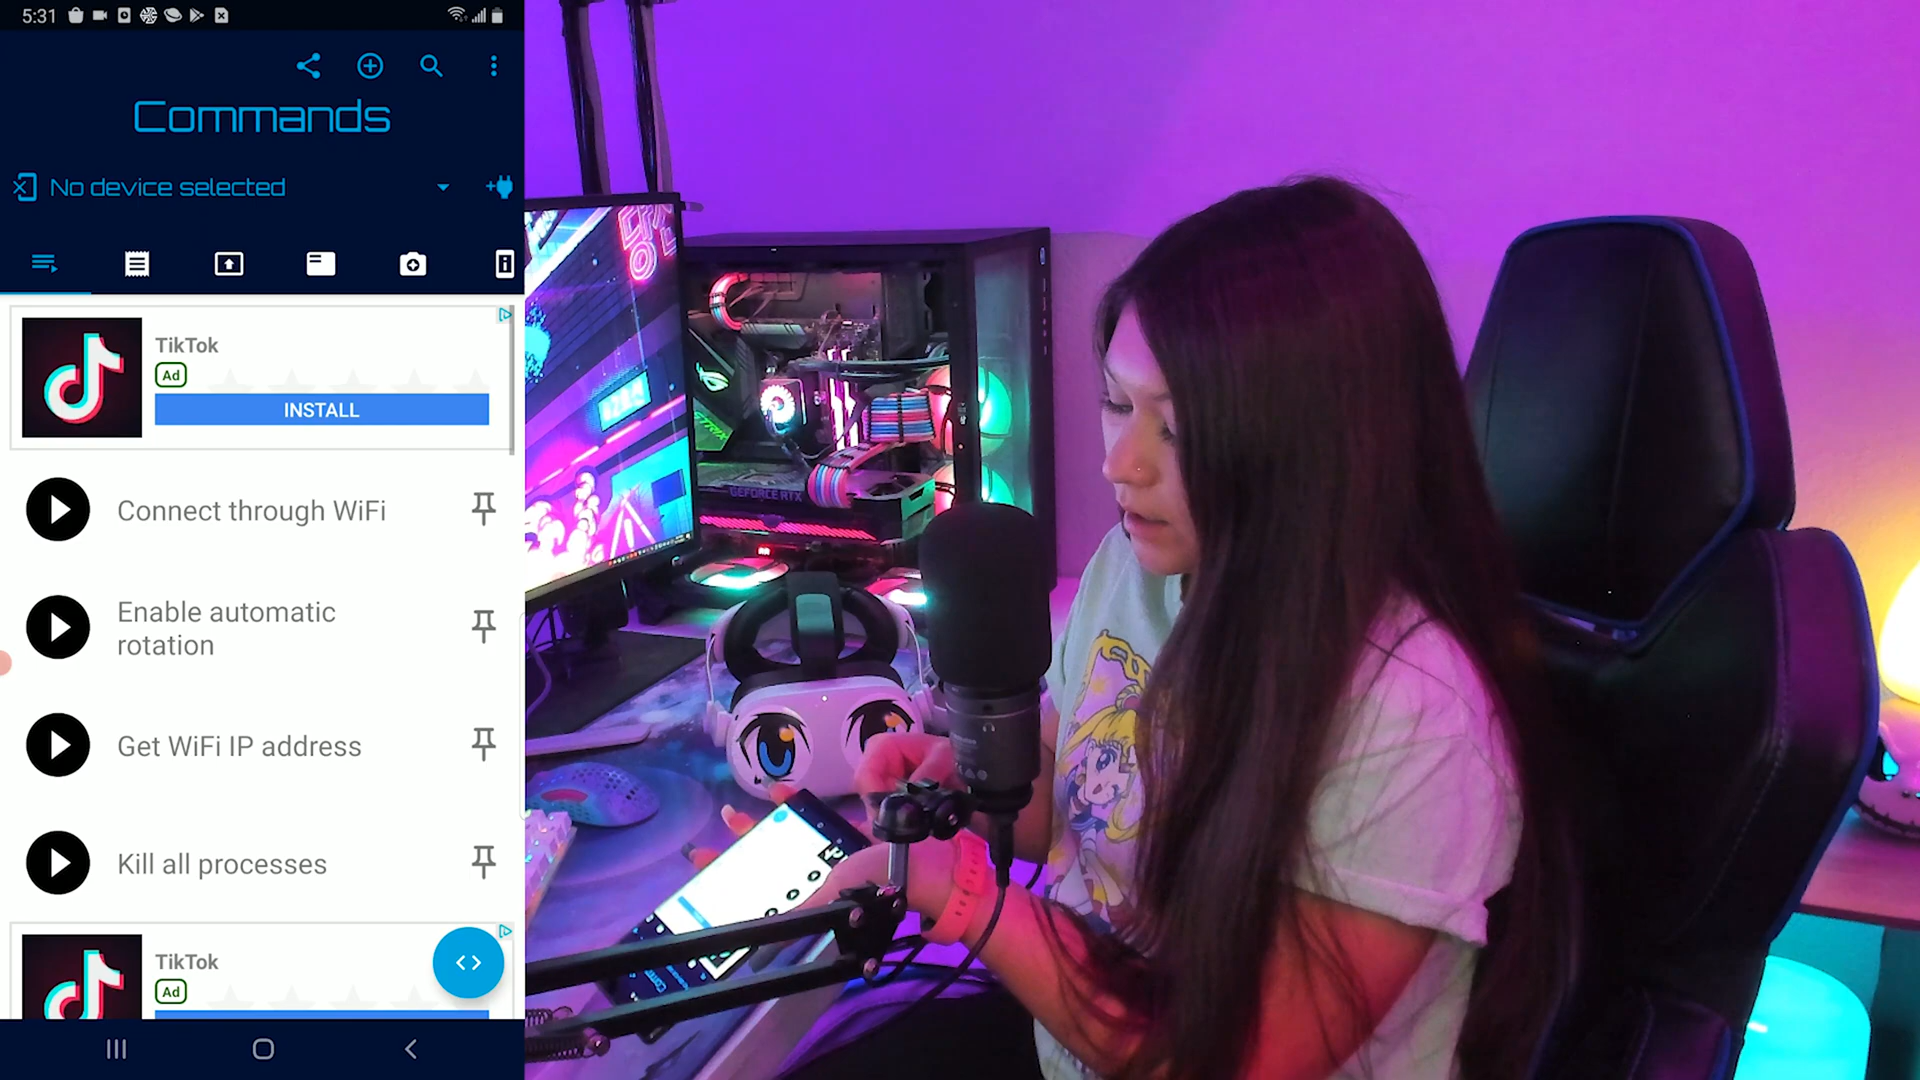 5:31
Commands
No device selected
TikTok
Ad
INSTALL
Connect through WiFi
Enable automatic
rotation
Get WiFi IP address
Kill all processes
TikTok
Ad
GEFORCE RTX